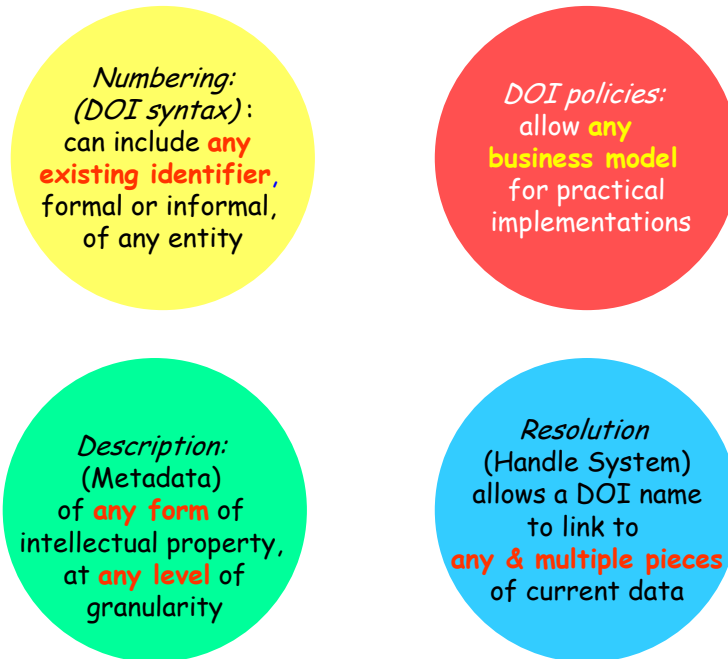 Numbering:
(DOI syntax) :
can include any
existing identifier,
formal or informal,
of any entity
DOI policies:
allow any
business model
for practical
implementations
Description:
(Metadata)
of any form of
intellectual property,
at any level of
granularity
Resolution
(Handle System)
allows a DOI name
to link to
any & multiple pieces
of current data